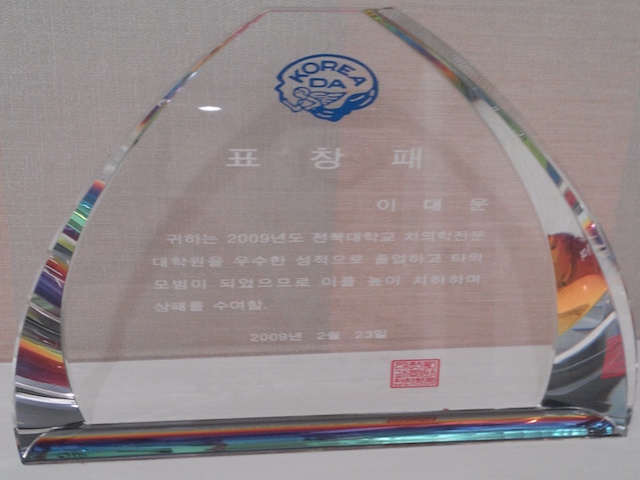 KOREA
DA
표 창 패
이 대 운
귀하는 2009년도 전북대학교 치의학전문
대학원을 우수한 성적으로 졸업하고 타의
모범이 되었으므로 이를 높이 치하하며
상패를 수여함.
2009년 2월 23일